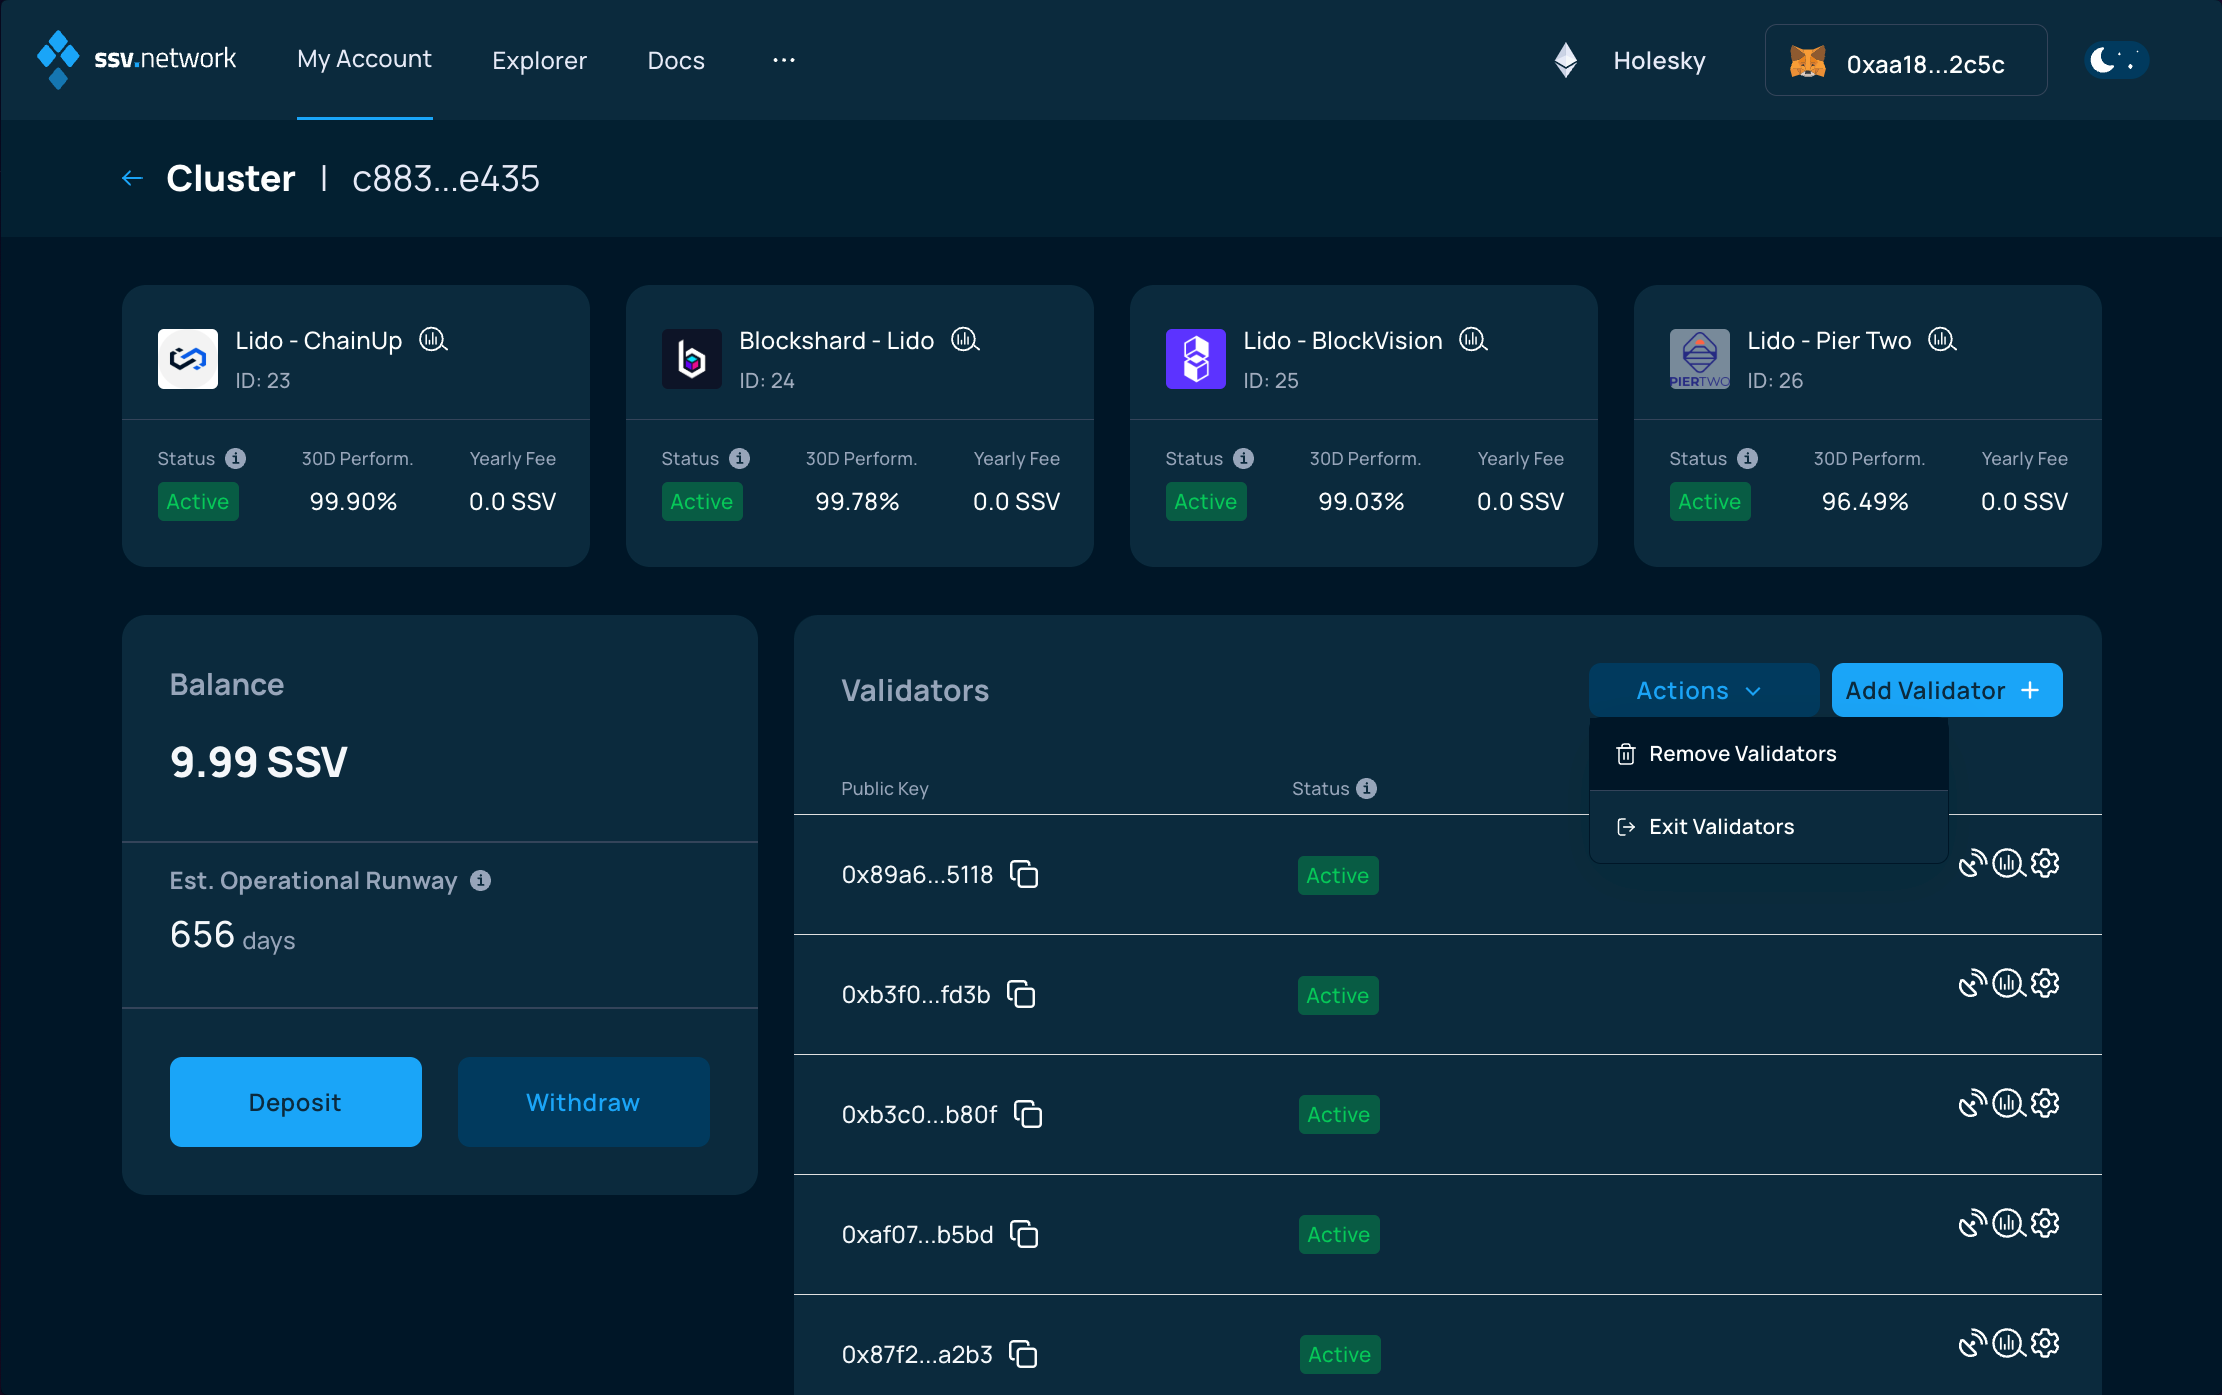 ssv.network
My Account
Explorer
Docs
...
Holesky
0xaa18...2c5c
Cluster | c883...e435
Lido - ChainUp
ID: 23
Status
30D Perform.
Yearly Fee
Active
99.90%
0.0 SSV
Blockshard - Lido
ID: 24
Status
30D Perform.
Yearly Fee
Active
99.78%
0.0 SSV
Lido - BlockVision
ID: 25
Status
30D Perform.
Yearly Fee
Active
99.03%
0.0 SSV
PIERTWO
Lido - Pier Two
ID: 26
Status
30D Perform.
Yearly Fee
Active
96.49%
0.0 SSV
Balance
9.99 SSV
Est. Operational Runway
656 days
Deposit
Withdraw
Validators
Actions
Add Validator +
Remove Validators
Exit Validators
Public Key
Status
0x89a6...5118
Active
0xb3f0...fd3b
Active
0xb3c0...b80f
Active
0xaf07...b5bd
Active
0x87f2...a2b3
Active